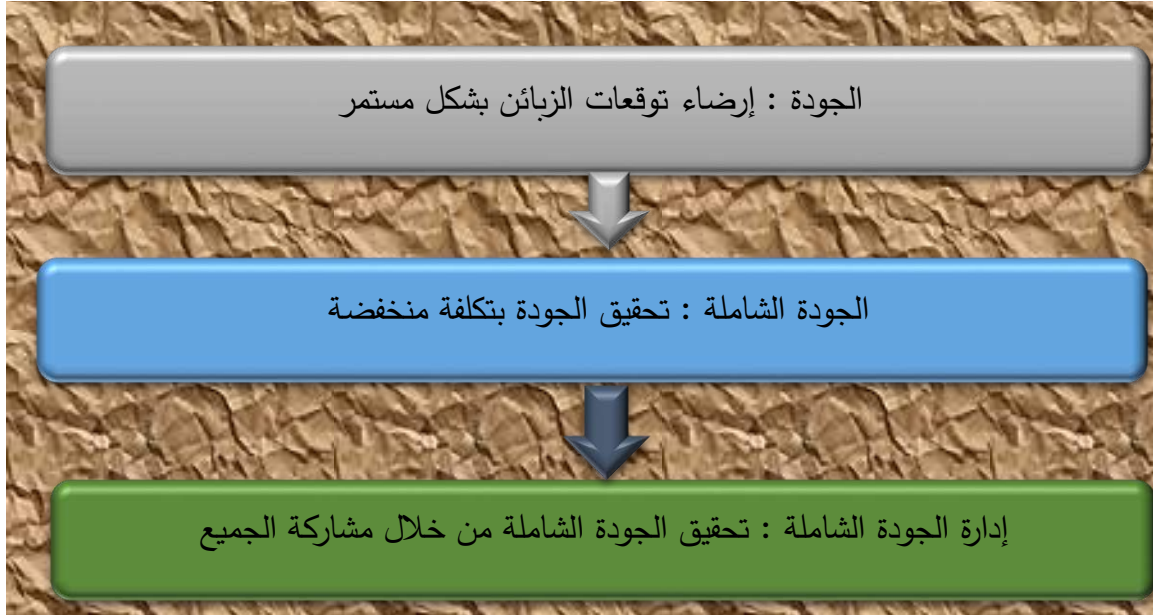 الجودة : إرضاء توقعات الزبائن بشكل مستمر
الجودة الشاملة : تحقيق الجودة بتكلفة منخفضة
إدارة الجودة الشاملة : تحقيق الجودة الشاملة من خلال مشاركة الجميع